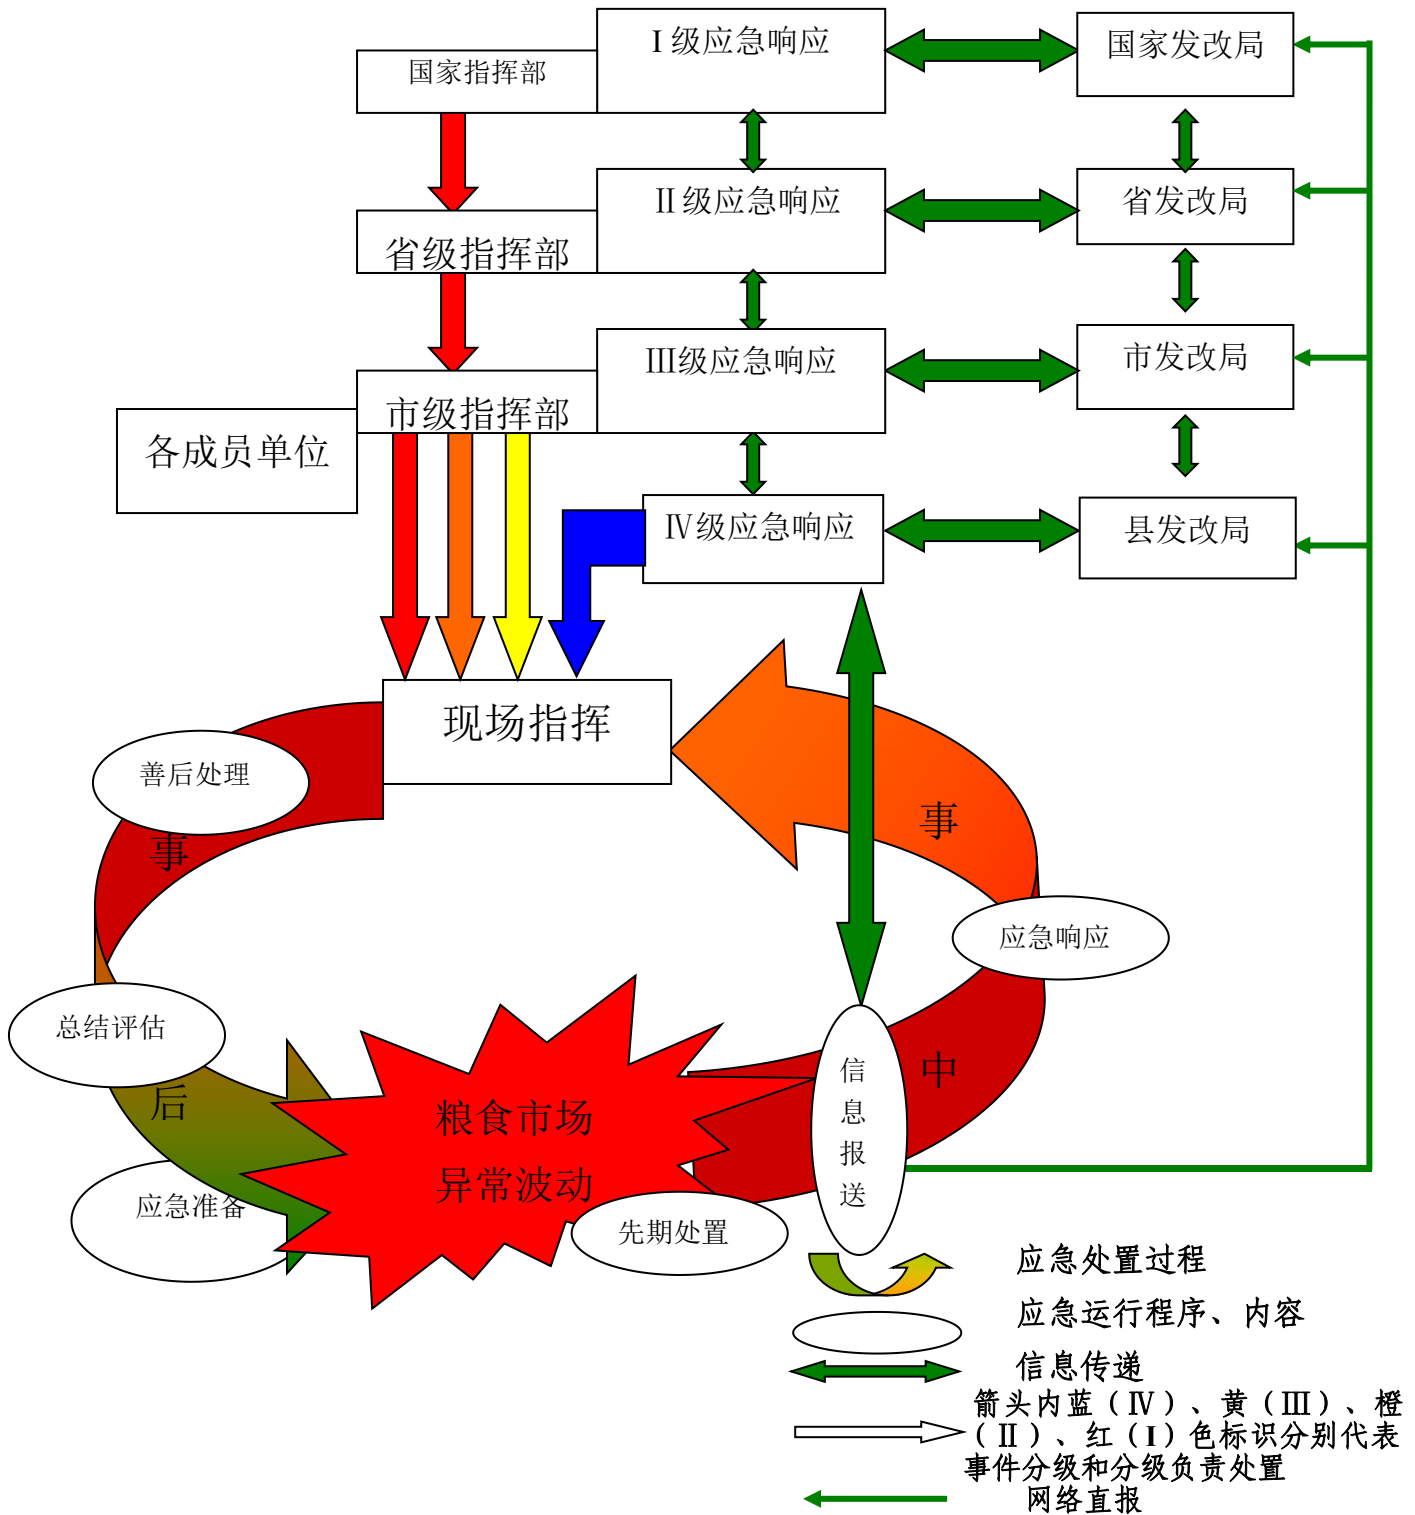 I 级应急响应
国家发改局
国家指挥部
II 级应急响应
省发改局
省级指挥部
III级应急响应
市发改局
市级指挥部
各成员单位
IV级应急响应
县发改局
现场指挥
善后处理
事
事
应急响应
总结评估
后
中
信
息
报
送
粮食市场
异常波动
应急准备
先期处置
应急处置过程
应急运行程序、内容
信息传递
箭头内蓝（Ⅳ）、黄（Ⅲ）、橙
（Ⅱ）、红（I）色标识分别代表
事件分级和分级负责处置
网络直报